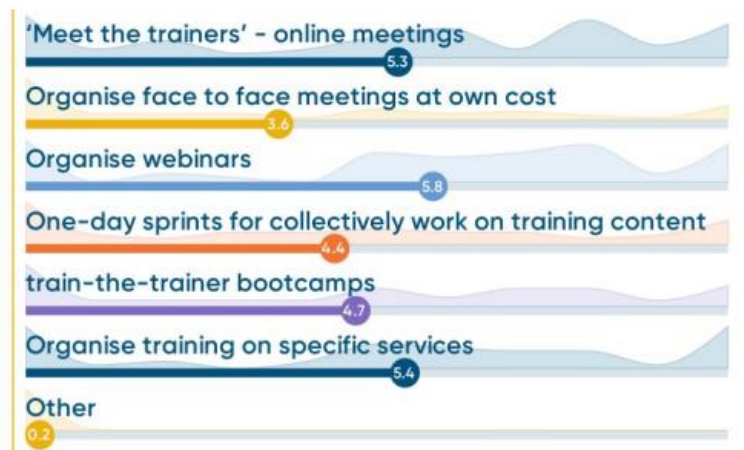 ‘Meet the trainers’ - online meetings
5.3
Organise face to face meetings at own cost
3.6
Organise webinars
5.8
One-day sprints for collectively work on training content
4.4
train-the-trainer bootcamps
4.7
Organise training on specific services
5.4
Other
0.2